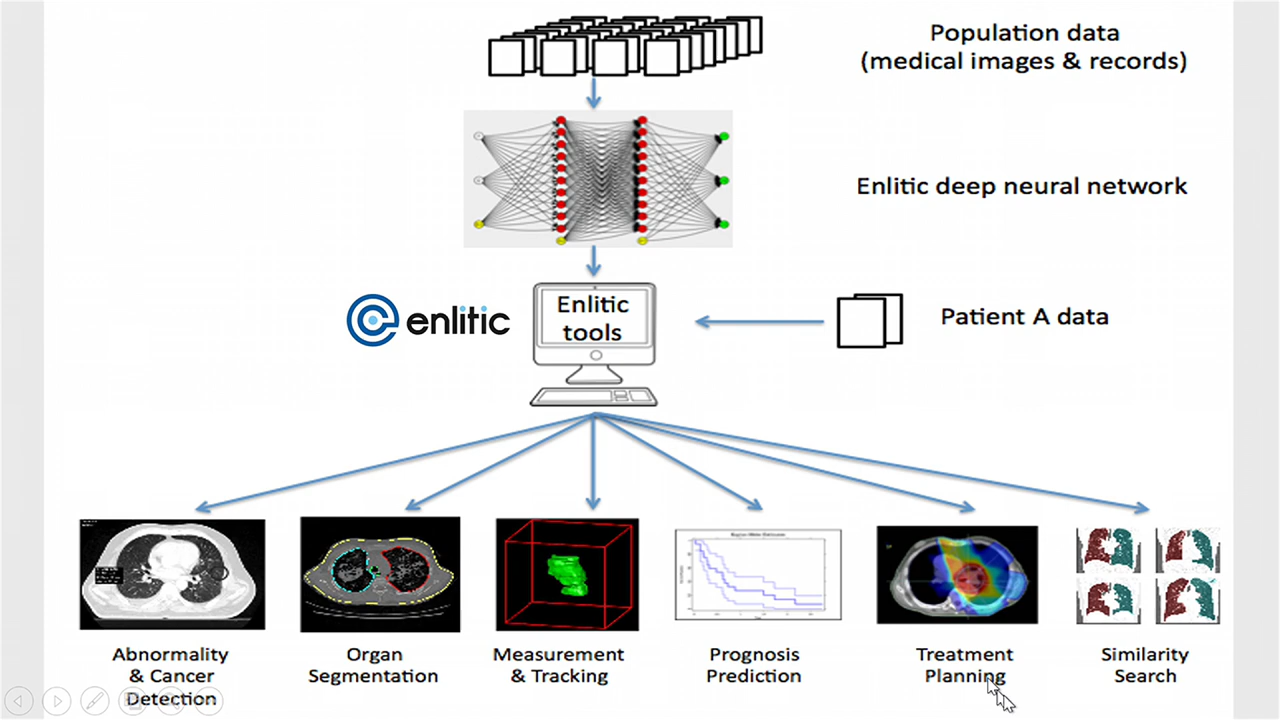 Population data
(medical images & records)
Enlitic deep neural network
enlitic
Enlitic
tools
Patient A data
Abnormality
& Cancer
Detection
Organ
Segmentation
Measurement
& Tracking
Prognosis
Prediction
Treatment
Planning
Similarity
Search